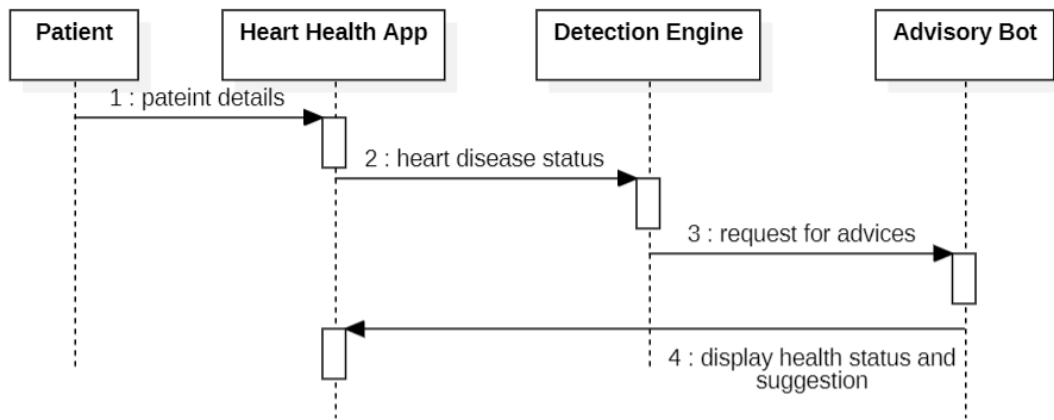 Patient
Heart Health App
Detection Engine
Advisory Bot
1 : pateint details
2 : heart disease status
3 : request for advices
4 : display health status and
suggestion